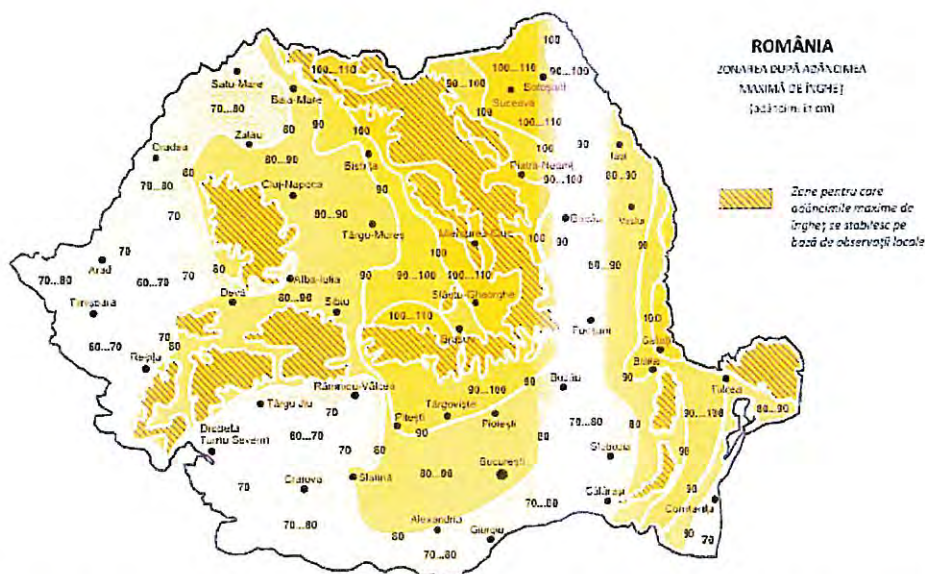 ROMÂNIA
ZONAREA DUPĂ ADÂNCIMEA
MAXIMĂ DE ÎNGHEȚ
(adâncimi în cm)
Zone pentru care
adâncimile maxime de
îngheț se stabilesc pe
bază de observații locale
100
100...110
100
90...100
Satu-Mare
100...110
90
Botoșani
70...80
Baia-Mare
100
Suceava
100...110
80
90
100
Zalău
100
Iași
Oradea
80
80...90
Bistrița
Piatra-Neamț
80...90
70...80
90
90...100
Cluj-Napoca
70
80...90
Bacău
Vaslui
Târgu-Mureș
Miercurea-Ciuc
100
90
90
70
100
Arad
80
90
90...100
100...110
70...80
60...70
70
Alba-Iulia
Deva
80...90
Sibiu
Sfântu-Gheorghe
Timișoara
100
100...110
Focșani
60...70
70
Brașov
Galați
Reșița
80
Brăila
Râmnicu-Vâlcea
80
Buzău
90
Tulcea
90...100
Târgu Jiu
70
Târgoviște
80...90
Pitești
Ploiești
70...80
Drobeta
Turnu Severin
60...70
90
80
80
70
80
București
Slobozia
90
70
Craiova
Slatina
80...90
Călărași
90
Constanța
70...80
70...80
Alexandria
80
Giurgiu
90
70
70...80